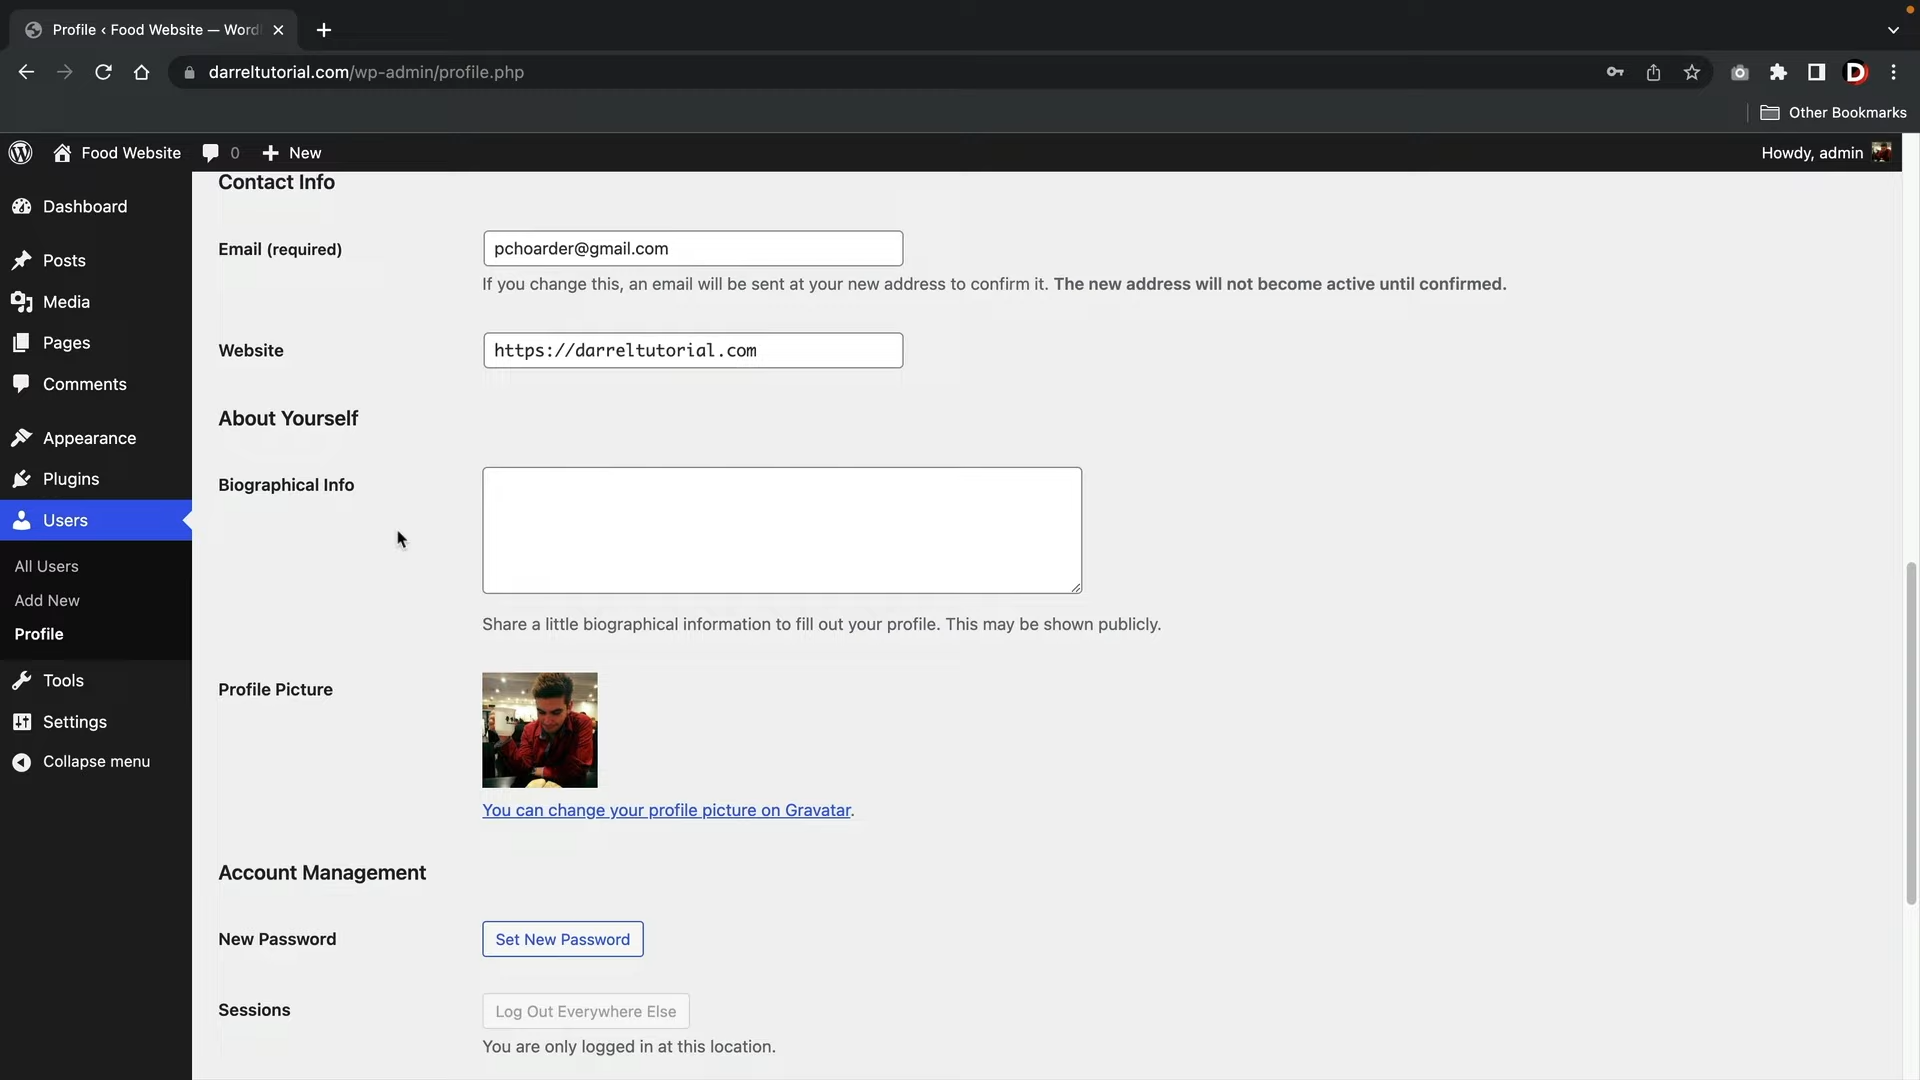 Profile ‹ Food Website — Word
darreltutorial.com/wp-admin/profile.php
D
Other Bookmarks
Food Website 0 New Howdy, admin
Dashboard
Posts
Media
Pages
Comments
Appearance
Plugins
Users
All Users
Add New
Profile
Tools
Settings
Collapse menu
Contact Info
Email (required) pchoarder@gmail.com
If you change this, an email will be sent at your new address to confirm it. The new address will not become active until confirmed.
Website https://darreltutorial.com
About Yourself
Biographical Info
Share a little biographical information to fill out your profile. This may be shown publicly.
Profile Picture
You can change your profile picture on Gravatar.
Account Management
New Password Set New Password
Sessions Log Out Everywhere Else
You are only logged in at this location.